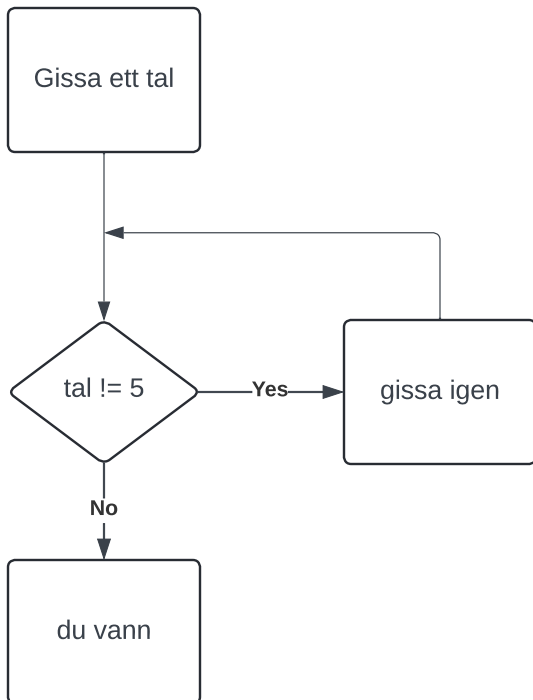 Gissa ett tal
tal != 5
Yes
gissa igen
No
du vann